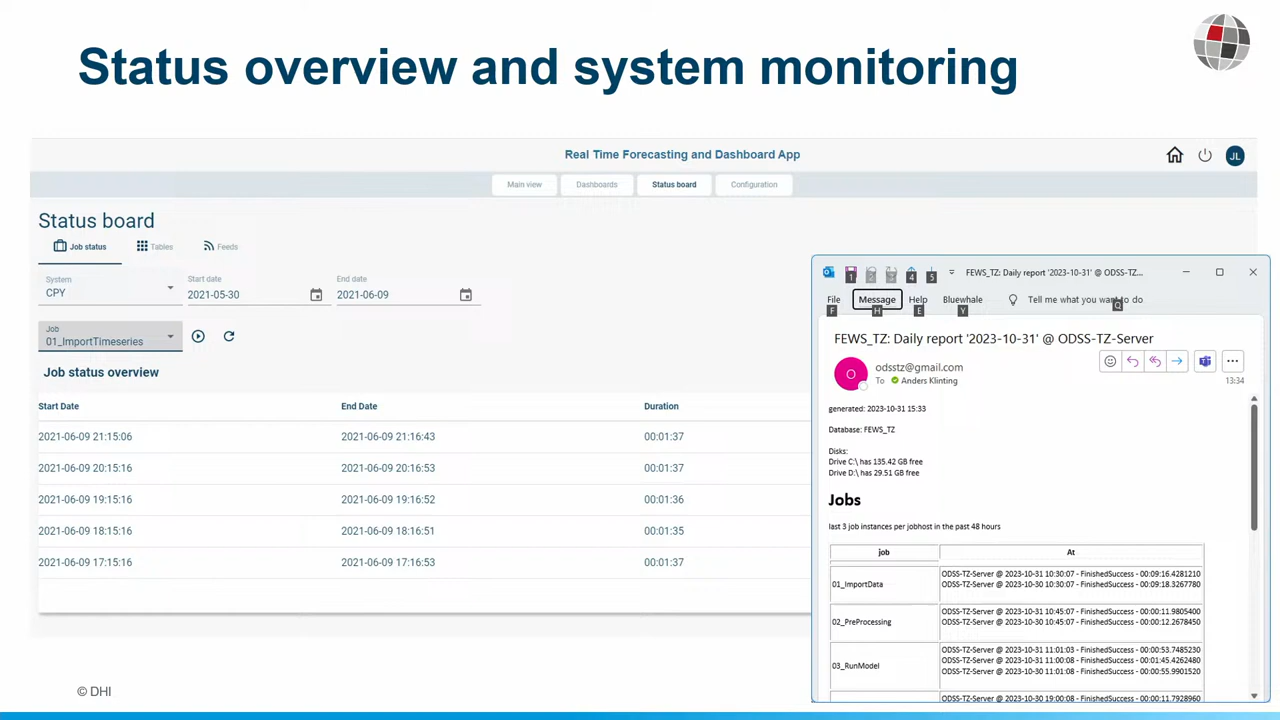 Status overview and system monitoring
Real Time Forecasting and Dashboard App
JL
Main view Dashboards Status board Configuration
Status board
Job status Tables Feeds
System
CPY
Start date
2021-05-30
End date
2021-06-09
Job
01_ImportTimeseries
Job status overview
Start Date End Date Duration
2021-06-09 21:15:06 2021-06-09 21:16:43 00:01:37
2021-06-09 20:15:16 2021-06-09 20:16:53 00:01:37
2021-06-09 19:15:16 2021-06-09 19:16:52 00:01:36
2021-06-09 18:15:16 2021-06-09 18:16:51 00:01:35
2021-06-09 17:15:16 2021-06-09 17:16:53 00:01:37
1 2 3 4 5 FEWS_TZ: Daily report '2023-10-31' @ ODSS-TZ...
File Message Help Bluewhale Tell me what you want to do
F H E Y Q
FEWS_TZ: Daily report '2023-10-31' @ ODSS-TZ-Server
O
odsstz@gmail.com
To Anders Klinting
13:34
generated: 2023-10-31 15:33
Database: FEWS_TZ
Disks:
Drive C:\ has 135.42 GB free
Drive D:\ has 29.51 GB free
Jobs
last 3 job instances per jobhost in the past 48 hours
job At
01_ImportData
ODSS-TZ-Server @ 2023-10-31 10:30:07 - FinishedSuccess - 00:09:16.4281210
ODSS-TZ-Server @ 2023-10-30 10:30:07 - FinishedSuccess - 00:09:18.3267780
02_PreProcessing
ODSS-TZ-Server @ 2023-10-31 10:45:07 - FinishedSuccess - 00:00:11.9805400
ODSS-TZ-Server @ 2023-10-30 10:45:07 - FinishedSuccess - 00:00:12.2678450
03_RunModel
ODSS-TZ-Server @ 2023-10-31 11:01:03 - FinishedSuccess - 00:00:53.7485230
ODSS-TZ-Server @ 2023-10-31 11:00:08 - FinishedSuccess - 00:01:45.4262480
ODSS-TZ-Server @ 2023-10-30 11:01:08 - FinishedSuccess - 00:00:55.9901520
ODSS-TZ-Server @ 2023-10-30 19:00:08 - FinishedSuccess - 00:00:11.7928960
© DHI